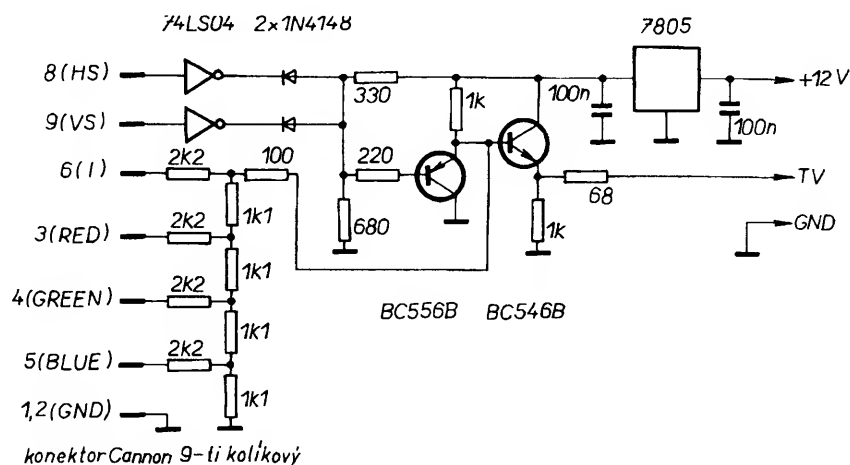 74LS04 2x1N4148
7805
8(HS)
330
1k
100n
+12V
9(VS)
100n
6(I)
2k2
100
220
TV
68
1k1
680
1k
GND
3(RED)
2k2
1k1
4(GREEN)
2k2
BC556B
BC546B
1k1
5(BLUE)
2k2
1k1
1,2(GND)
konektor Cannon 9-ti kolíkový